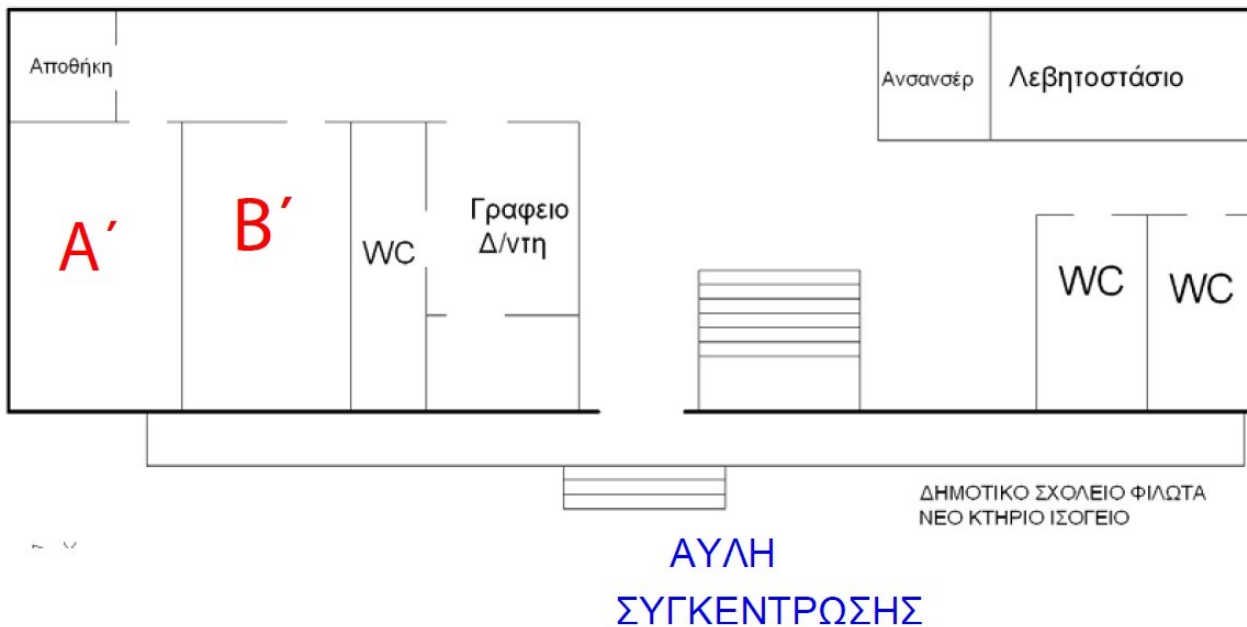 Αποθήκη
Ανσανσέρ
Λεβητοστάσιο
Α΄
Β΄
WC
Γραφειο
Δ/ντη
WC
WC
ΔΗΜΟΤΙΚΟ ΣΧΟΛΕΙΟ ΦΙΛΩΤΑ
ΝΕΟ ΚΤΗΡΙΟ ΙΣΟΓΕΙΟ
ΑΥΛΗ
ΣΥΓΚΕΝΤΡΩΣΗΣ